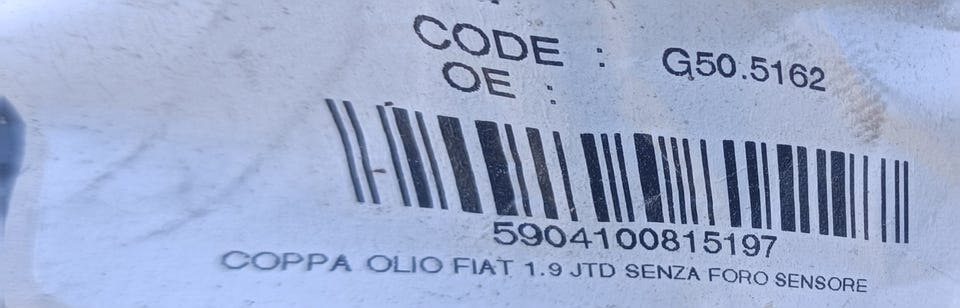 CODE : G50.5162
OE :
5904100815197
COPPA OLIO FIAT 1.9 JTD SENZA FORO SENSORE